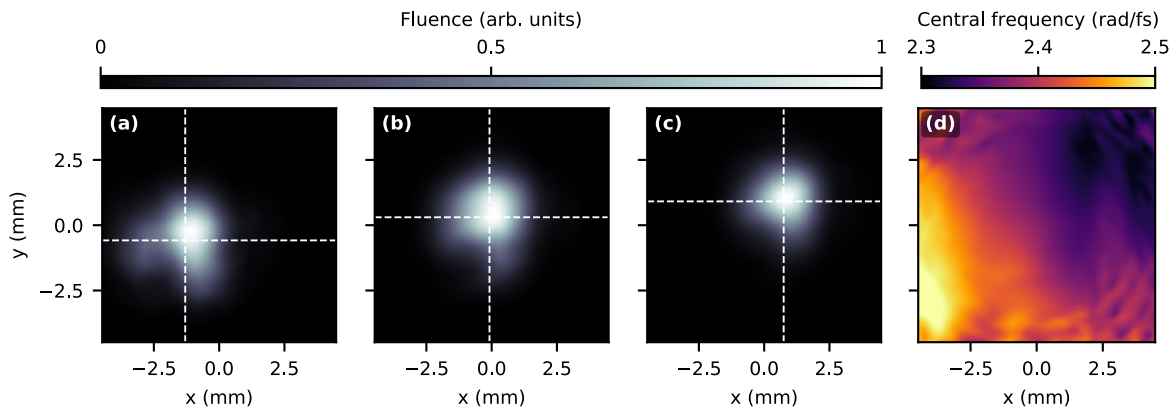 Fluence (arb. units)
0 0.5 1
Central frequency (rad/fs)
2.3 2.4 2.5
(a) (b) (c) (d)
2.5
0.0
−2.5
y (mm)
−2.5 0.0 2.5
x (mm)
−2.5 0.0 2.5
x (mm)
−2.5 0.0 2.5
x (mm)
−2.5 0.0 2.5
x (mm)